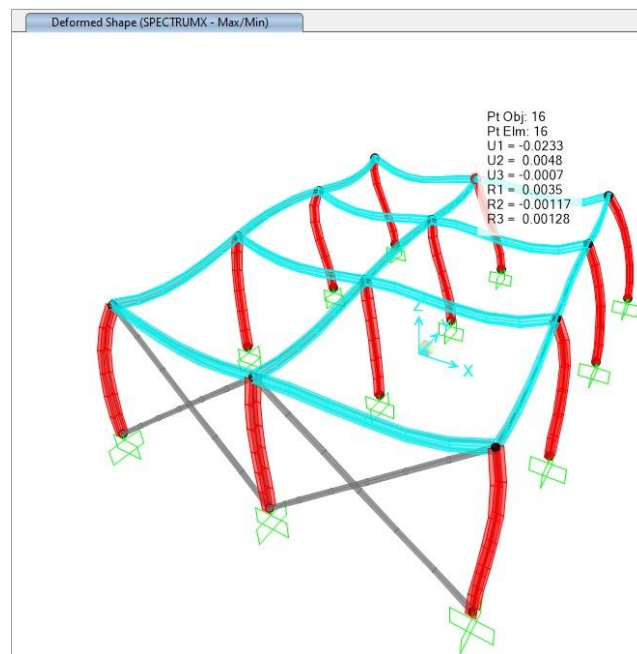 Deformed Shape (SPECTRUMX - Max/Min)
Pt Obj: 16
Pt Elm: 16
U1 = -0.0233
U2 = 0.0048
U3 = -0.0007
R1 = 0.0035
R2 = -0.00117
R3 = 0.00128
Z
X